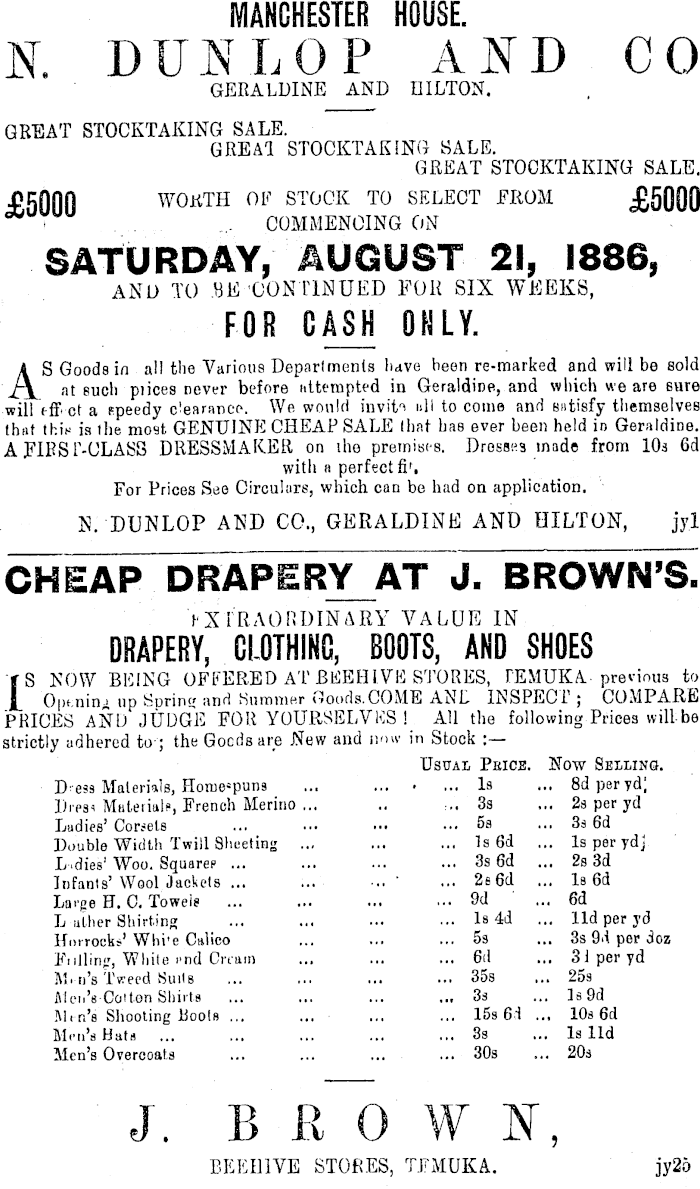 MANCHESTER HOUSE.
N. DUNLOP AND CO
GERALDINE AND HILTON.
GREAT STOCKTAKING SALE.
GREAT STOCKTAKING SALE.
GREAT STOCKTAKING SALE.
£5000 WORTH OF STOCK TO SELECT FROM £5000
COMMENCING ON
SATURDAY, AUGUST 21, 1886,
AND TO BE CONTINUED FOR SIX WEEKS,
FOR CASH ONLY.
AS Goods in all the Various Departments have been re-marked and will be sold
at such prices never before attempted in Geraldine, and which we are sure
will effect a speedy clearance. We would invite all to come and satisfy themselves
that this is the most GENUINE CHEAP SALE that has ever been held in Geraldine.
A FIRST-CLASS DRESSMAKER on the premises. Dresses made from 10s 6d
with a perfect fit.
For Prices See Circulars, which can be had on application.
N. DUNLOP AND CO., GERALDINE AND HILTON, jy1
CHEAP DRAPERY AT J. BROWN'S.
EXTRAORDINARY VALUE IN
DRAPERY, CLOTHING, BOOTS, AND SHOES
IS NOW BEING OFFERED AT BEEHIVE STORES, TEMUKA previous to
Opening up Spring and Summer Goods. COME AND INSPECT; COMPARE
PRICES AND JUDGE FOR YOURSELVES! All the following Prices will be
strictly adhered to; the Goods are New and now in Stock :—
USUAL PRICE. NOW SELLING.
Dress Materials, Homespuns ... ... ... 1s ... 8d per yd
Dress Materials, French Merino ... .. ... 3s ... 2s per yd
Ladies' Corsets ... ... ... ... 5s ... 3s 6d
Double Width Twill Sheeting ... ... ... 1s 6d ... 1s per yd
Ladies' Woo. Squares ... ... ... ... 3s 6d ... 2s 3d
Infants' Wool Jackets ... ... ... ... 2s 6d ... 1s 6d
Large H. C. Towels ... ... ... ... 9d ... 6d
Leather Shirting ... ... ... ... 1s 4d ... 11d per yd
Horrocks' White Calico ... ... ... 5s ... 3s 9d per doz
Frilling, White and Cream ... ... ... 6d ... 3d per yd
Men's Tweed Suits ... ... ... ... 35s ... 25s
Men's Cotton Shirts ... ... ... ... 3s ... 1s 9d
Men's Shooting Boots ... ... ... ... 15s 6d ... 10s 6d
Men's Hats ... ... ... ... ... 3s ... 1s 11d
Men's Overcoats ... ... ... ... 30s ... 20s
J. BROWN,
BEEHIVE STORES, TEMUKA. jy25